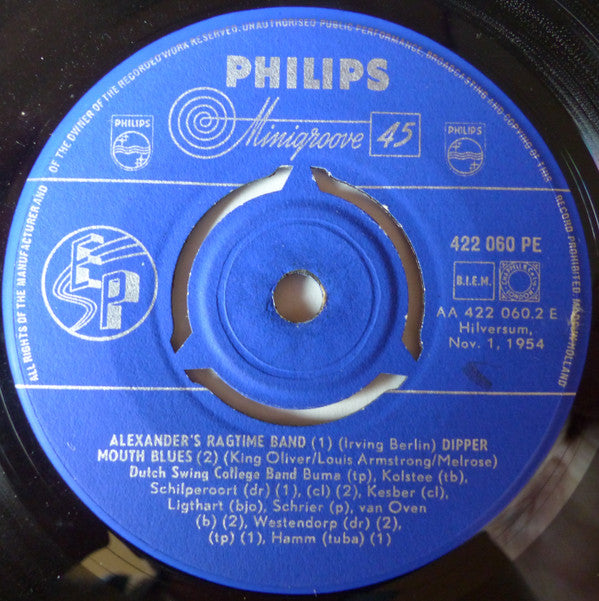 ALL RIGHTS OF THE MANUFACTURER AND OF THE OWNER OF THE RECORDED WORK RESERVED. UNAUTHORISED PUBLIC PERFORMANCE, BROADCASTING AND COPYING OF THIS RECORD PROHIBITED MADE IN HOLLAND
PHILIPS
Minigroove 45
PHILIPS
PHILIPS
EP
422 060 PE
B.I.E.M.
AA 422 060.2 E
Hilversum,
Nov. 1, 1954
ALEXANDER'S RAGTIME BAND (1) (Irving Berlin) DIPPER
MOUTH BLUES (2) (King Oliver/Louis Armstrong/Melrose)
Dutch Swing College Band Buma (tp), Kolstee (tb),
Schilperoort (dr) (1), (cl) (2), Kesber (cl),
Ligthart (bjo), Schrier (p), van Oven
(b) (2), Westendorp (dr) (2),
(tp) (1), Hamm (tuba) (1)